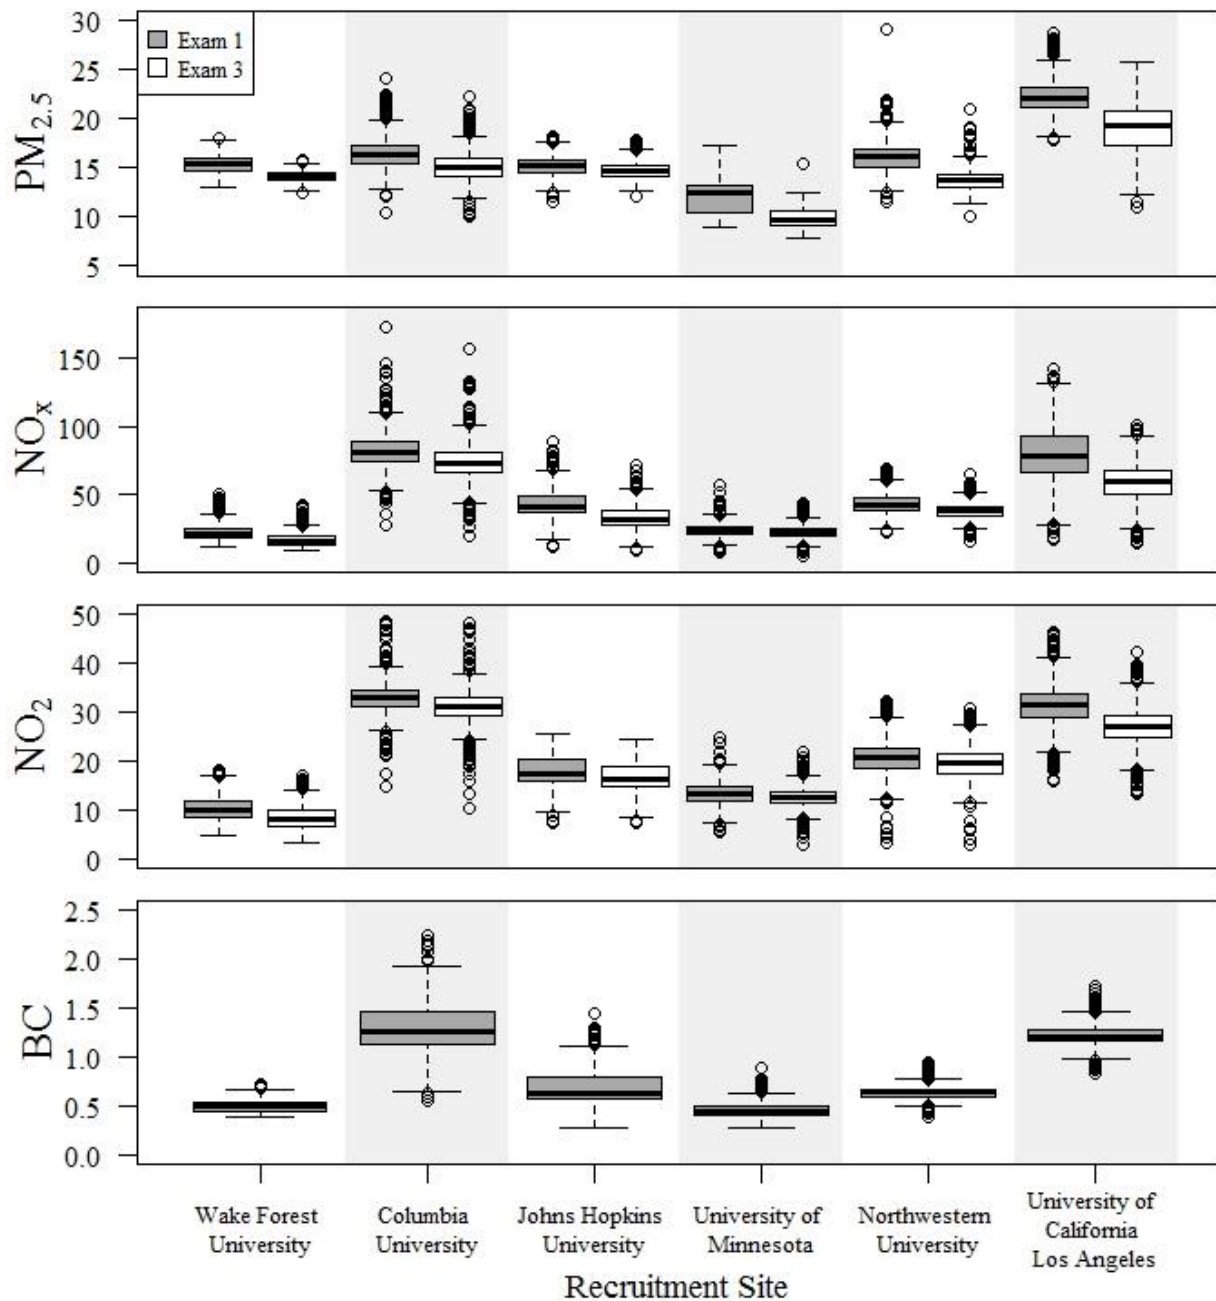 30
25
20
15
10
5
PM2.5
Exam 1
Exam 3
150
100
50
0
NOx
50
40
30
20
10
0
NO2
2.5
2.0
1.5
1.0
0.5
0.0
BC
Wake Forest
University
Columbia
University
Johns Hopkins
University
University of
Minnesota
Northwestern
University
University of
California
Los Angeles
Recruitment Site